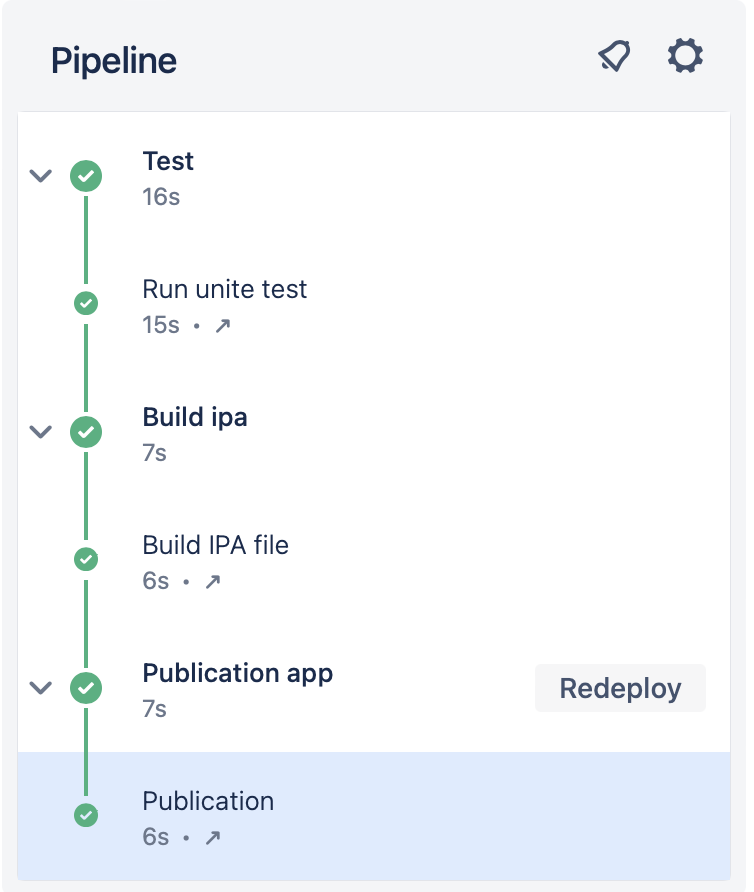 Pipeline
Test
16s
Run unite test
15s •
Build ipa
7s
Build IPA file
6s •
Publication app
Redeploy
7s
Publication
6s •